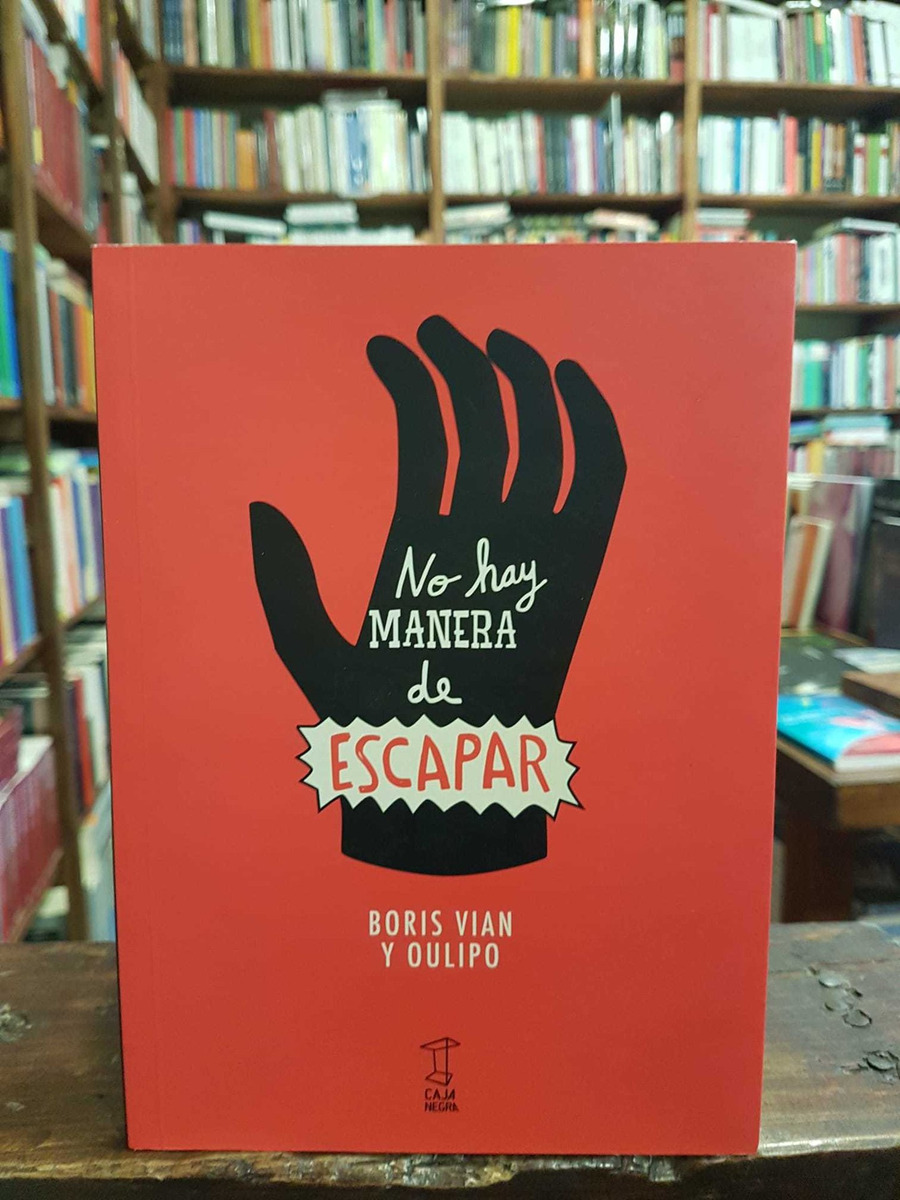 No hay
MANERA
de
ESCAPAR
BORIS VIAN
Y OULIPO
CAJA
NEGRA